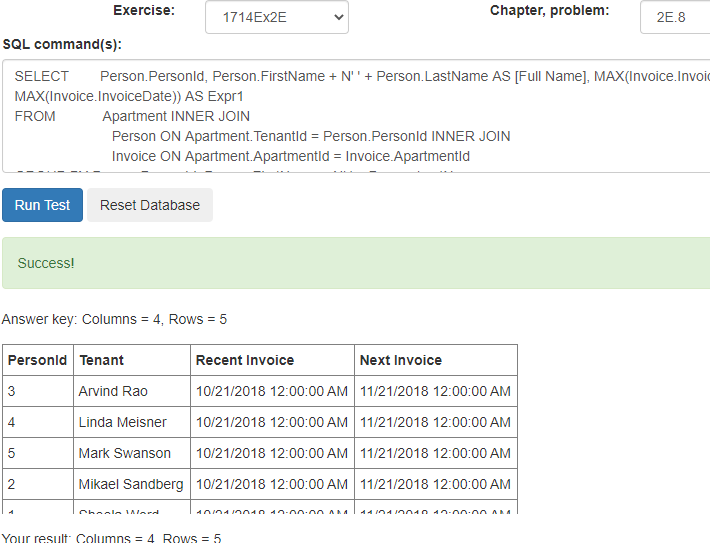 Exercise: 1714Ex2E Chapter, problem: 2E.8
SQL command(s):
SELECT Person.PersonId, Person.FirstName + N' ' + Person.LastName AS [Full Name], MAX(Invoice.Invoic
MAX(Invoice.InvoiceDate)) AS Expr1
FROM Apartment INNER JOIN
Person ON Apartment.TenantId = Person.PersonId INNER JOIN
Invoice ON Apartment.ApartmentId = Invoice.ApartmentId
Run Test Reset Database
Success!
Answer key: Columns = 4, Rows = 5
PersonId Tenant Recent Invoice Next Invoice
3 Arvind Rao 10/21/2018 12:00:00 AM 11/21/2018 12:00:00 AM
4 Linda Meisner 10/21/2018 12:00:00 AM 11/21/2018 12:00:00 AM
5 Mark Swanson 10/21/2018 12:00:00 AM 11/21/2018 12:00:00 AM
2 Mikael Sandberg 10/21/2018 12:00:00 AM 11/21/2018 12:00:00 AM
Your result: Columns = 4, Rows = 5